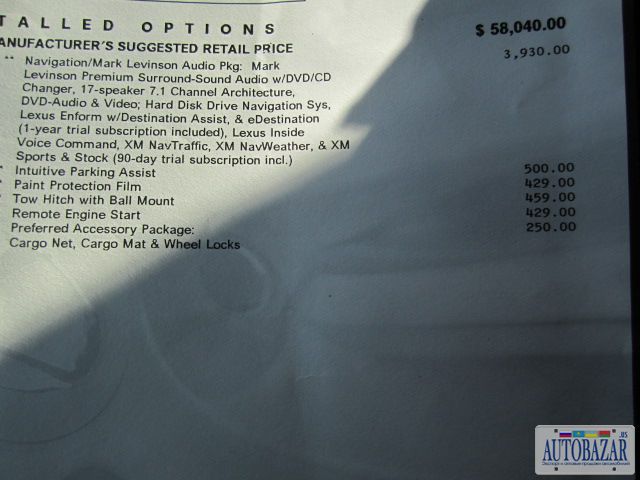 TALLED OPTIONS
$ 58,040.00
ANUFACTURER'S SUGGESTED RETAIL PRICE
3,930.00
** Navigation/Mark Levinson Audio Pkg: Mark
Levinson Premium Surround-Sound Audio w/DVD/CD
Changer, 17-speaker 7.1 Channel Architecture,
DVD-Audio & Video; Hard Disk Drive Navigation Sys,
Lexus Enform w/Destination Assist, & eDestination
(1-year trial subscription included), Lexus Inside
Voice Command, XM NavTraffic, XM NavWeather, & XM
Sports & Stock (90-day trial subscription incl.)
* Intuitive Parking Assist 500.00
* Paint Protection Film 429.00
* Tow Hitch with Ball Mount 459.00
Remote Engine Start 429.00
Preferred Accessory Package: 250.00
Cargo Net, Cargo Mat & Wheel Locks
AUTOBAZAR.US